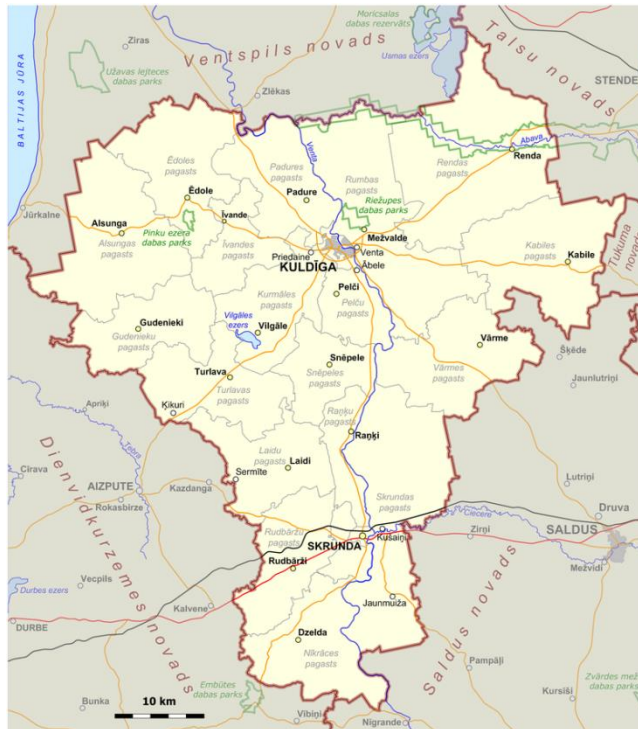 Moricsalas
dabas rezervāts
Ziras
Ventspils novads
Talsu novads
Užavas lejteces
dabas parks
Usmas ezers
STENDE
Zlēkas
BALTIJAS JŪRA
Abava
Venta
Renda
Ēdoles
pagasts
Padures
pagasts
Rumbas
pagasts
Rendas
pagasts
Ēdole
Padure
Riežupes
dabas parks
Jūrkalne
Alsunga
Alsungas
pagasts
Pinku ezera
dabas parks
Īvande
Īvandes
pagasts
Mežvalde
Venta
Priedaine
KULDĪGA
Ābele
Kabiles
pagasts
Kabile
Tukuma
novads
Pelči
Pelču
pagasts
Kurmāles
pagasts
Vilgāles
ezers
Vilgāle
Gudenieki
Gudenieku
pagasts
Snēpele
Snēpeles
pagasts
Vārme
Vārmes
pagasts
Šķēde
Jaunlutriņi
Turlava
Turlavas
pagasts
Ķikuri
Apriķi
Raņķu
pagasts
Raņķi
Tebra
Laidu
pagasts
Laidi
Sermīte
Cīrava
AIZPUTE
Kazdanga
Rokasbirze
Lutriņi
Skrundas
pagasts
Druva
Ciecere
Zirņi
SALDUS
Rudbāržu
pagasts
SKRUNDA
Kušaiņi
Rudbārži
Mežvidi
Dienvidkurzemes novads
Vecpils
Durbes ezers
Kalvene
DURBE
Jaunmuiža
Dzelda
Nīkrāces
pagasts
Saldus novads
Pampāļi
Embūtes
dabas parks
Zvārdes mež
dabas parks
Kursīši
Bunka
10 km
Vībiņi
Nīgrande